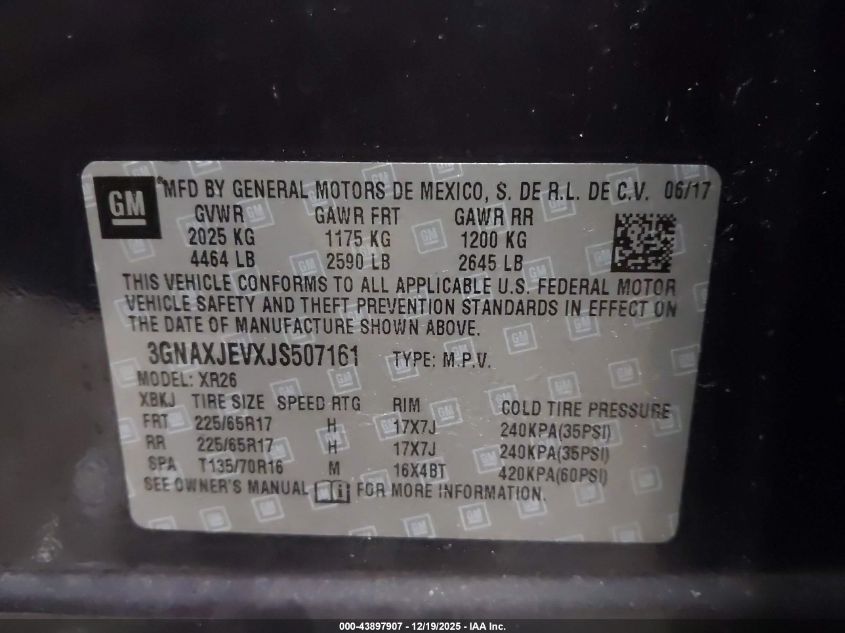 GM ®MFD BY GENERAL MOTORS DE MEXICO, S. DE R.L. DE C.V. 06/17
GVWR GAWR FRT GAWR RR
2025 KG 1175 KG 1200 KG
4464 LB 2590 LB 2645 LB
THIS VEHICLE CONFORMS TO ALL APPLICABLE U.S. FEDERAL MOTOR
VEHICLE SAFETY AND THEFT PREVENTION STANDARDS IN EFFECT ON
THE DATE OF MANUFACTURE SHOWN ABOVE.
3GNAXJEVXJS507161 TYPE: M.P.V.
MODEL: XR26
XBKJ TIRE SIZE SPEED RTG RIM COLD TIRE PRESSURE
FRT 225/65R17 H 17X7J 240KPA(35PSI)
RR 225/65R17 H 17X7J 240KPA(35PSI)
SPA T135/70R16 M 16X4BT 420KPA(60PSI)
SEE OWNER'S MANUAL i FOR MORE INFORMATION.
000-43897907 - 12/19/2025 - IAA Inc.